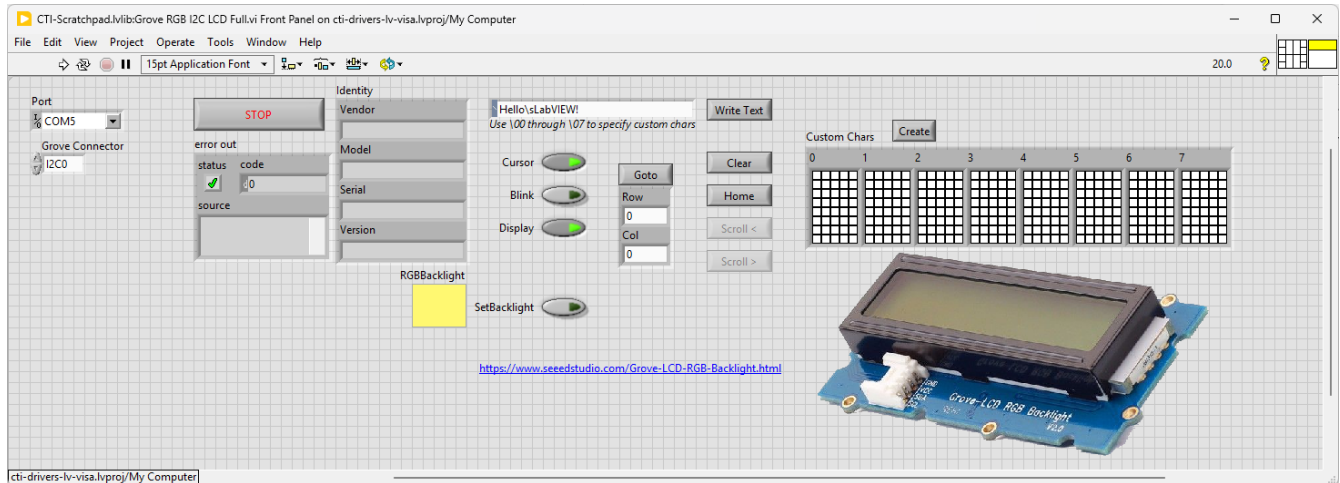 CTI-Scratchpad.lvlib:Grove RGB I2C LCD Full.vi Front Panel on cti-drivers-lv-visa.lvproj/My Computer
File Edit View Project Operate Tools Window Help
15pt Application Font
20.0
Port
COM5
Grove Connector
I2C0
STOP
error out
status code
0
source
Identity
Vendor
Model
Serial
Version
RGBBacklight
Hello\sLabVIEW!
Use \00 through \07 to specify custom chars
Write Text
Cursor
Blink
Display
Goto
Row
0
Col
0
Clear
Home
Scroll <
Scroll >
SetBacklight
https://www.seeedstudio.com/Grove-LCD-RGB-Backlight.html
Custom Chars
Create
0 1 2 3 4 5 6 7
GND
VCC
Grove-LCD RGB Backlight
V2.0
cti-drivers-lv-visa.lvproj/My Computer